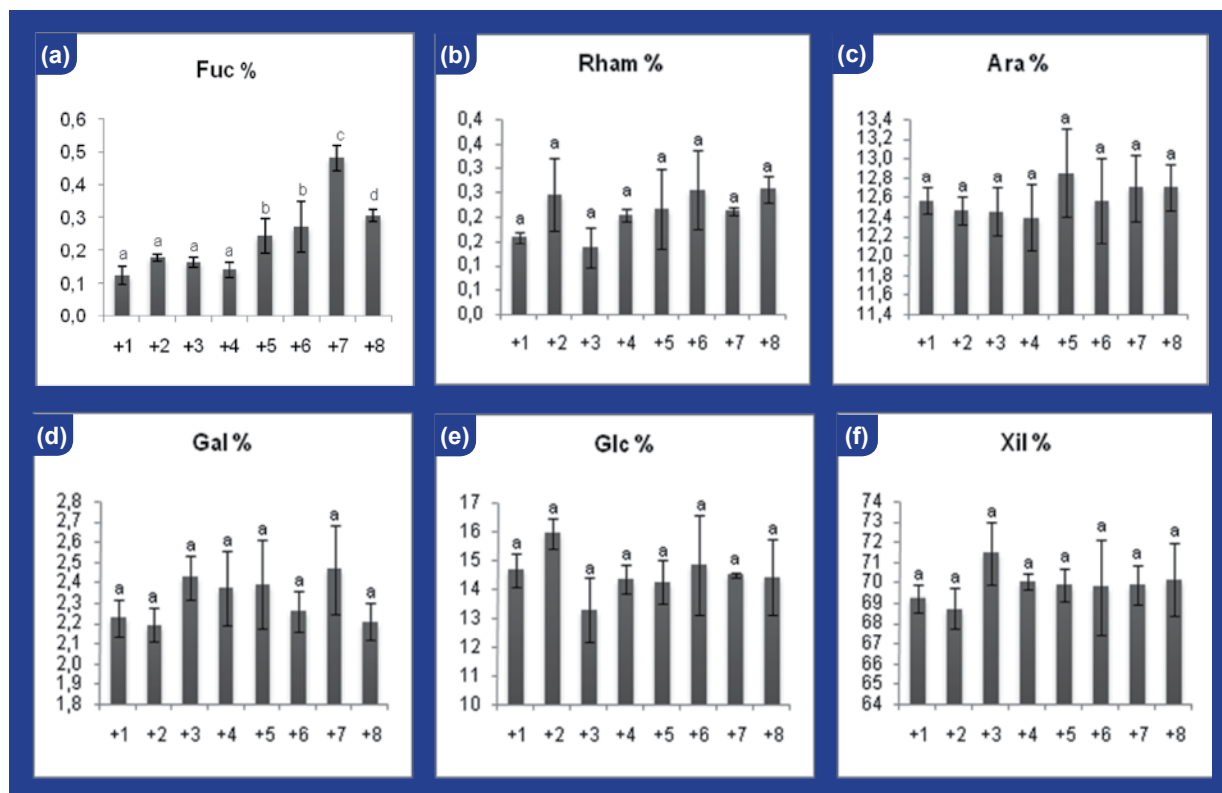 (a)
Fuc %
0,6
0,5
0,4
0,3
0,2
0,1
0,0
a a a a b b c d
+1 +2 +3 +4 +5 +6 +7 +8
(b)
Rham %
0,4
0,4
0,3
0,3
0,2
0,2
0,1
0,1
0,0
a a a a a a a a
+1 +2 +3 +4 +5 +6 +7 +8
(c)
Ara %
13,4
13,2
13,0
12,8
12,6
12,4
12,2
12,0
11,8
11,6
11,4
a a a a a a a a
+1 +2 +3 +4 +5 +6 +7 +8
(d)
Gal %
2,8
2,7
2,6
2,5
2,4
2,3
2,2
2,1
2,0
1,9
1,8
a a a a a a a a
+1 +2 +3 +4 +5 +6 +7 +8
(e)
Glc %
17
16
15
14
13
12
11
10
a a a a a a a a
+1 +2 +3 +4 +5 +6 +7 +8
(f)
Xil %
74
73
72
71
70
69
68
67
66
65
64
a a a a a a a a
+1 +2 +3 +4 +5 +6 +7 +8